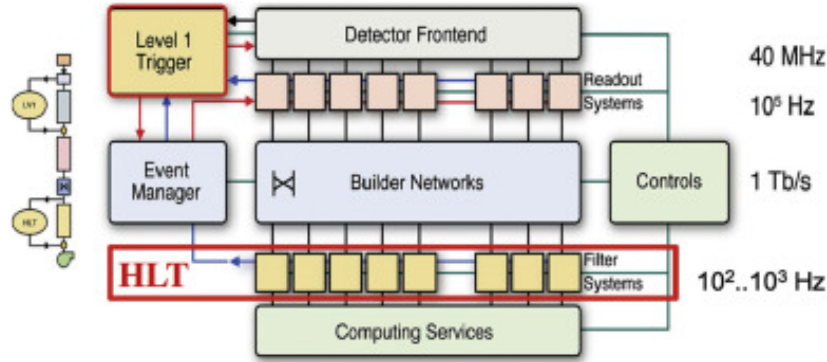 Level 1
Trigger
Detector Frontend
40 MHz
Readout
Systems
10⁵ Hz
LV1
Event
Manager
Builder Networks
Controls
1 Tb/s
HLT
HLT
Filter
Systems
10²..10³ Hz
Computing Services